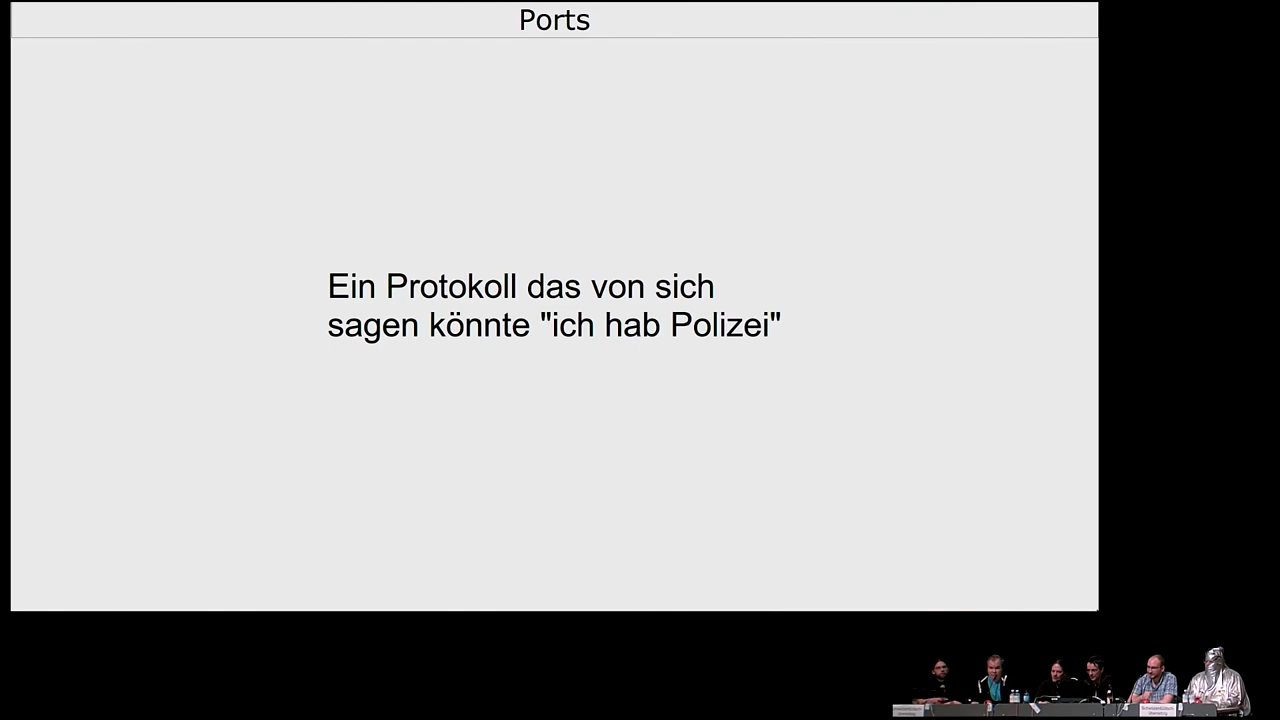 Ports
Ein Protokoll das von sich
sagen könnte "ich hab Polizei"